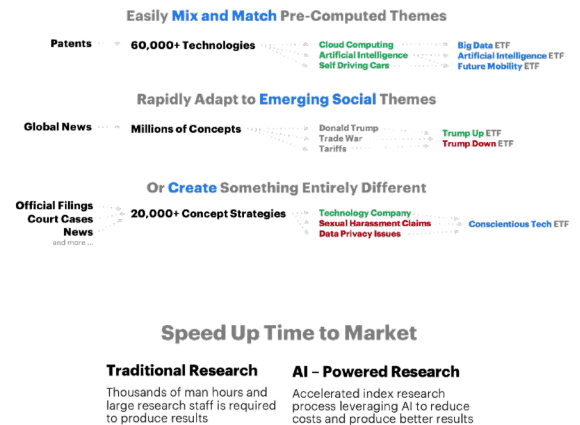 Easily Mix and Match Pre-Computed Themes
Patents
60,000+ Technologies
Cloud Computing
Artificial Intelligence
Self Driving Cars
Big Data ETF
Artificial Intelligence ETF
Future Mobility ETF
Rapidly Adapt to Emerging Social Themes
Global News
Millions of Concepts
Donald Trump
Trade War
Tariffs
Trump Up ETF
Trump Down ETF
Or Create Something Entirely Different
Official Filings
Court Cases
News
and more ...
20,000+ Concept Strategies
Technology Company
Sexual Harassment Claims
Data Privacy Issues
Conscientious Tech ETF
Speed Up Time to Market
Traditional Research
Thousands of man hours and
large research staff is required
to produce results
AI – Powered Research
Accelerated index research
process leveraging AI to reduce
costs and produce better results